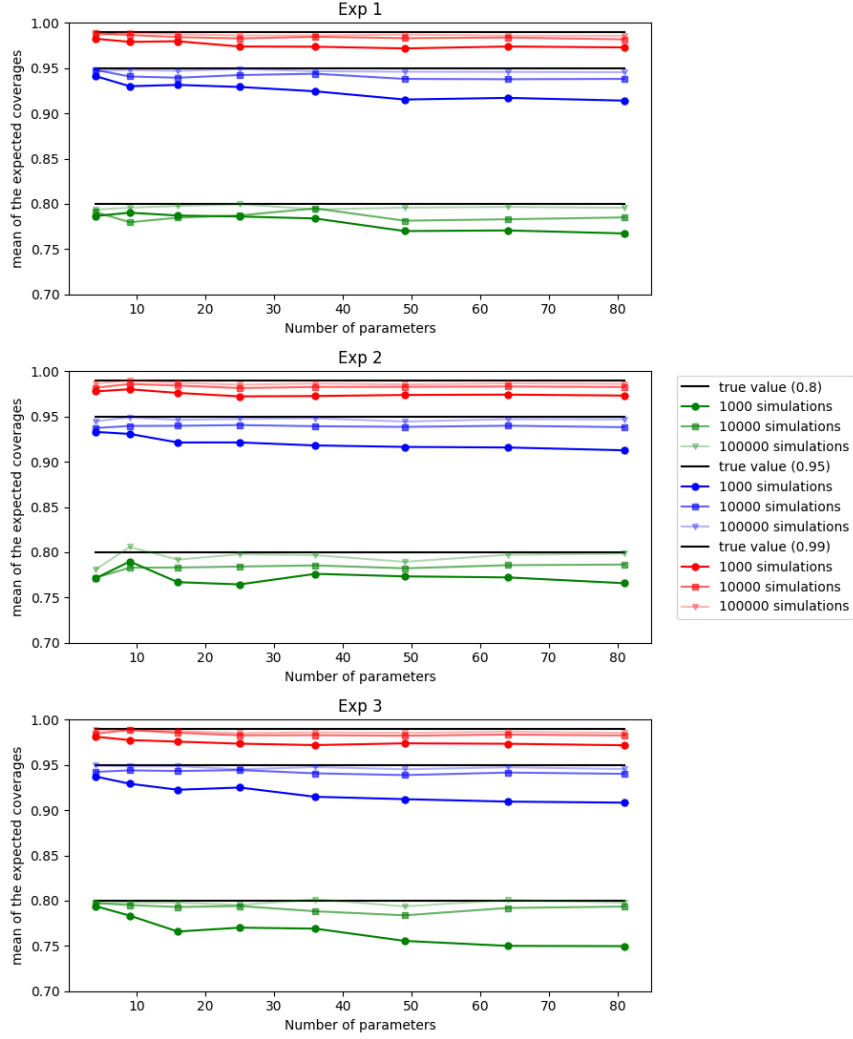 Exp 1
mean of the expected coverages
1.00
0.95
0.90
0.85
0.80
0.75
0.70
10 20 30 40 50 60 70 80
Number of parameters
Exp 2
mean of the expected coverages
1.00
0.95
0.90
0.85
0.80
0.75
0.70
10 20 30 40 50 60 70 80
Number of parameters
true value (0.8)
1000 simulations
10000 simulations
100000 simulations
true value (0.95)
1000 simulations
10000 simulations
100000 simulations
true value (0.99)
1000 simulations
10000 simulations
100000 simulations
Exp 3
mean of the expected coverages
1.00
0.95
0.90
0.85
0.80
0.75
0.70
10 20 30 40 50 60 70 80
Number of parameters